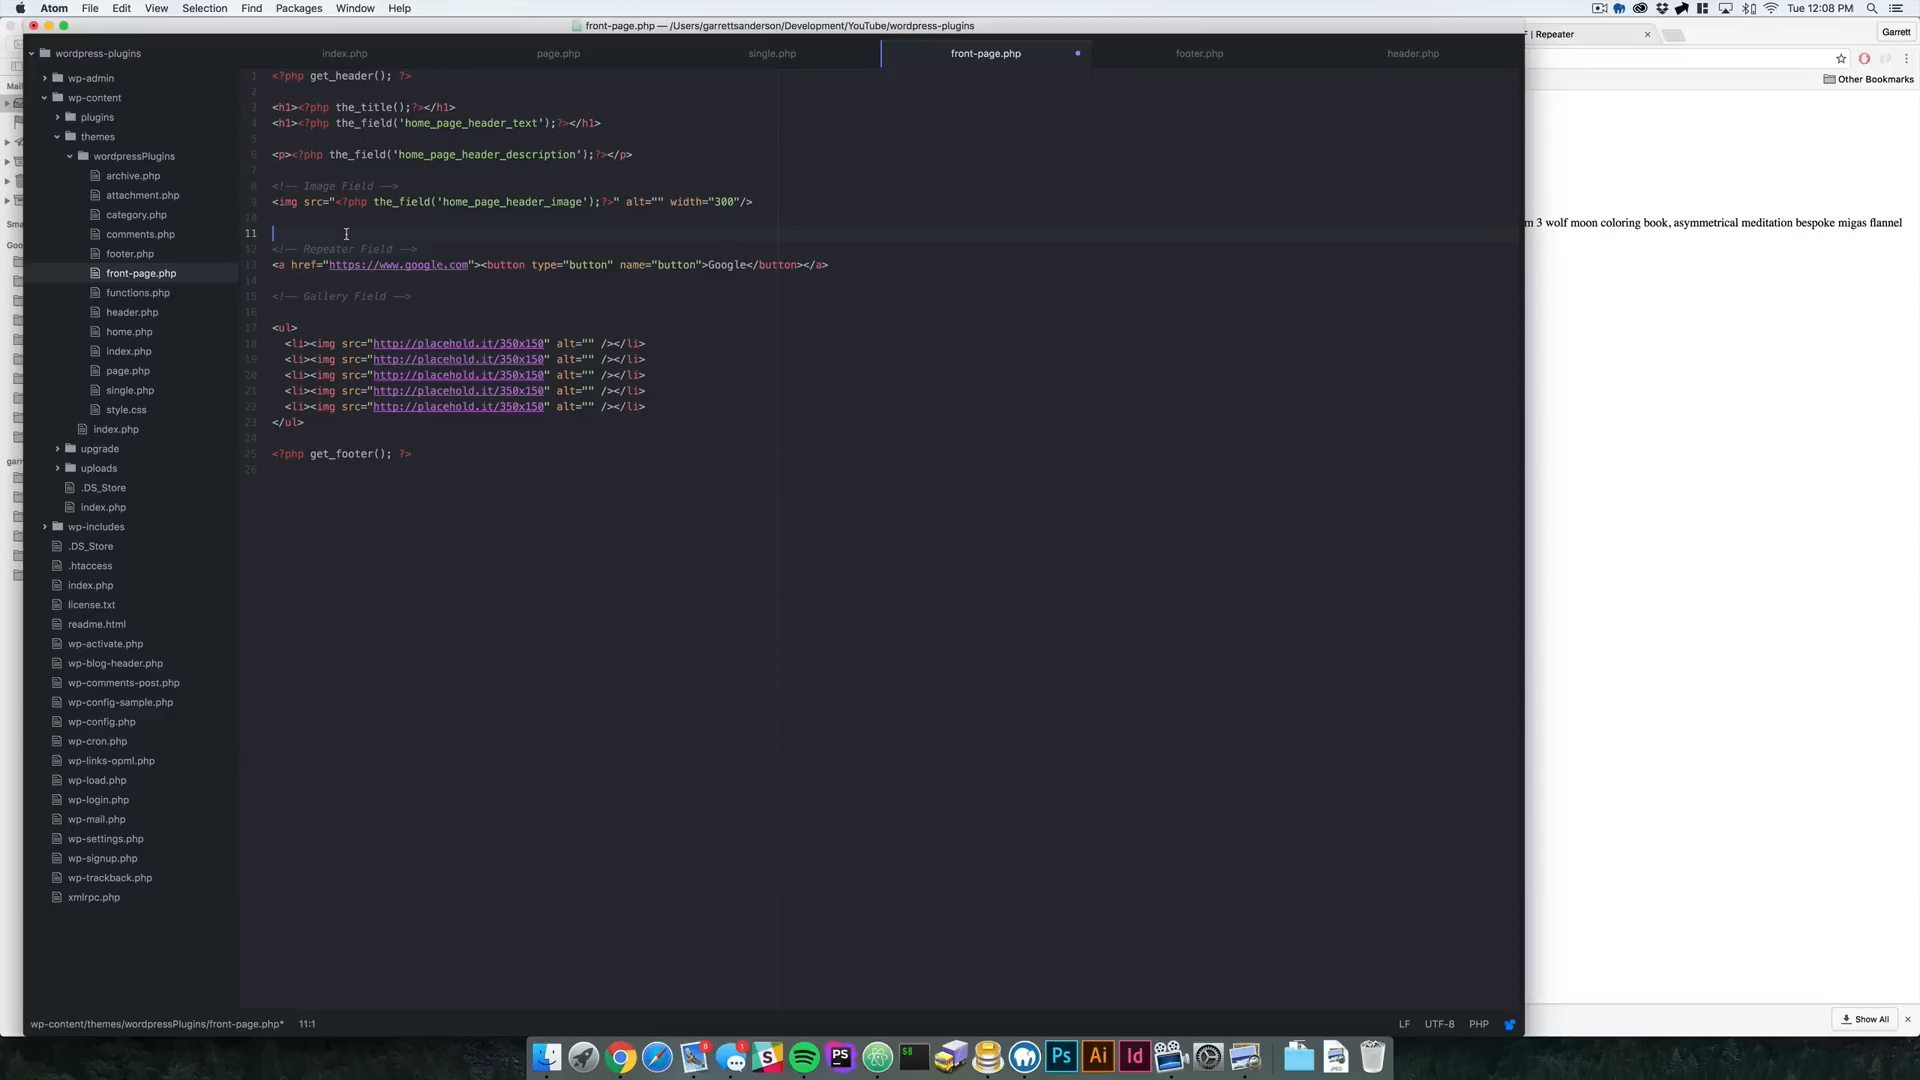 Atom File Edit View Selection Find Packages Window Help
Tue 12:08 PM
front-page.php — /Users/garrettsanderson/Development/YouTube/wordpress-plugins
Repeater
Garrett
Other Bookmarks
wordpress-plugins
index.php page.php single.php front-page.php footer.php header.php
wp-admin
wp-content
plugins
themes
wordpressPlugins
archive.php
attachment.php
category.php
comments.php
footer.php
front-page.php
functions.php
header.php
home.php
index.php
page.php
single.php
style.css
index.php
upgrade
uploads
.DS_Store
index.php
wp-includes
.DS_Store
.htaccess
index.php
license.txt
readme.html
wp-activate.php
wp-blog-header.php
wp-comments-post.php
wp-config-sample.php
wp-config.php
wp-cron.php
wp-links-opml.php
wp-load.php
wp-login.php
wp-mail.php
wp-settings.php
wp-signup.php
wp-trackback.php
xmlrpc.php
1 <?php get_header(); ?>
2
3 <h1><?php the_title();?></h1>
4 <h1><?php the_field('home_page_header_text');?></h1>
5
6 <p><?php the_field('home_page_header_description');?></p>
7
8 <!-- Image Field -->
9 <img src="<?php the_field('home_page_header_image');?>" alt="" width="300"/>
10
11
12 <!-- Repeater Field -->
13 <a href="https://www.google.com"><button type="button" name="button">Google</button></a>
14
15 <!-- Gallery Field -->
16
17 <ul>
18 <li><img src="http://placehold.it/350x150" alt="" /></li>
19 <li><img src="http://placehold.it/350x150" alt="" /></li>
20 <li><img src="http://placehold.it/350x150" alt="" /></li>
21 <li><img src="http://placehold.it/350x150" alt="" /></li>
22 <li><img src="http://placehold.it/350x150" alt="" /></li>
23 </ul>
24
25 <?php get_footer(); ?>
26
m 3 wolf moon coloring book, asymmetrical meditation bespoke migas flannel
wp-content/themes/wordpressPlugins/front-page.php* 11:1
LF UTF-8 PHP
Show All